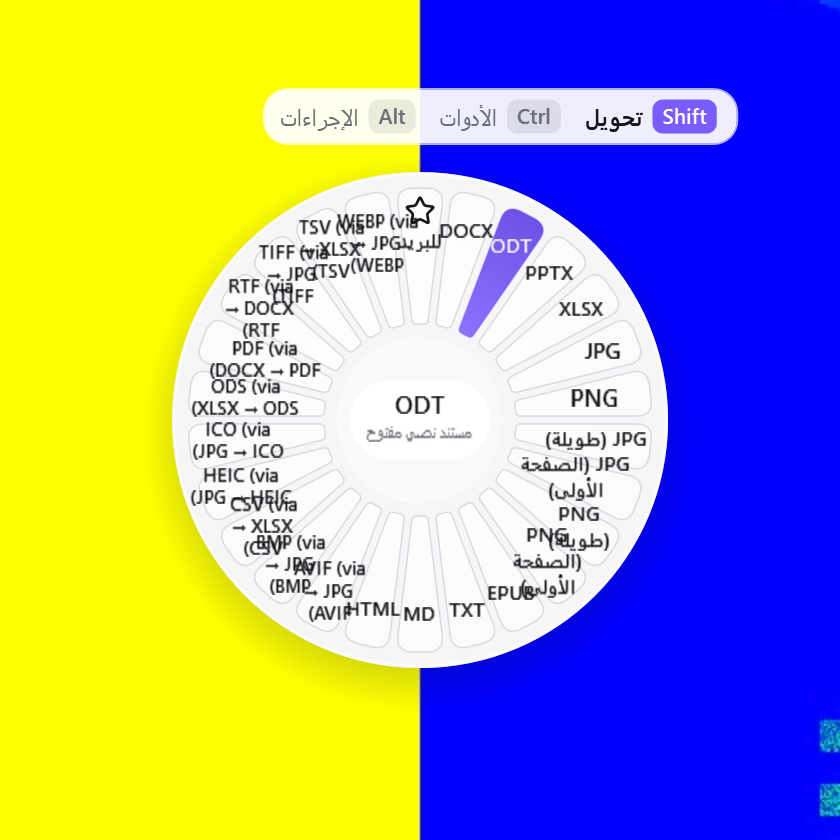 Shift تحويل Ctrl الأدوات Alt الإجراءات
للبريد
DOCX
ODT
PPTX
XLSX
JPG
PNG
JPG (طويلة)
JPG (الصفحة
الأولى)
PNG
(طويلة)
PNG
(الصفحة
الأولى)
EPUB
TXT
MD
HTML
AVIF (via
→ JPG
(AVIF
BMP (via
→ JPG
(BMP
CSV (via
→ XLSX
(CSV
HEIC (via
(JPG → HEIC
ICO (via
(JPG → ICO
ODS (via
(XLSX → ODS
PDF (via
(DOCX → PDF
RTF (via
→ DOCX
(RTF
TIFF (via
→ JPG
(TIFF
TSV (via
→ XLSX
(TSV
WEBP (via
→ JPG
(WEBP
ODT
مستند نصي مفتوح